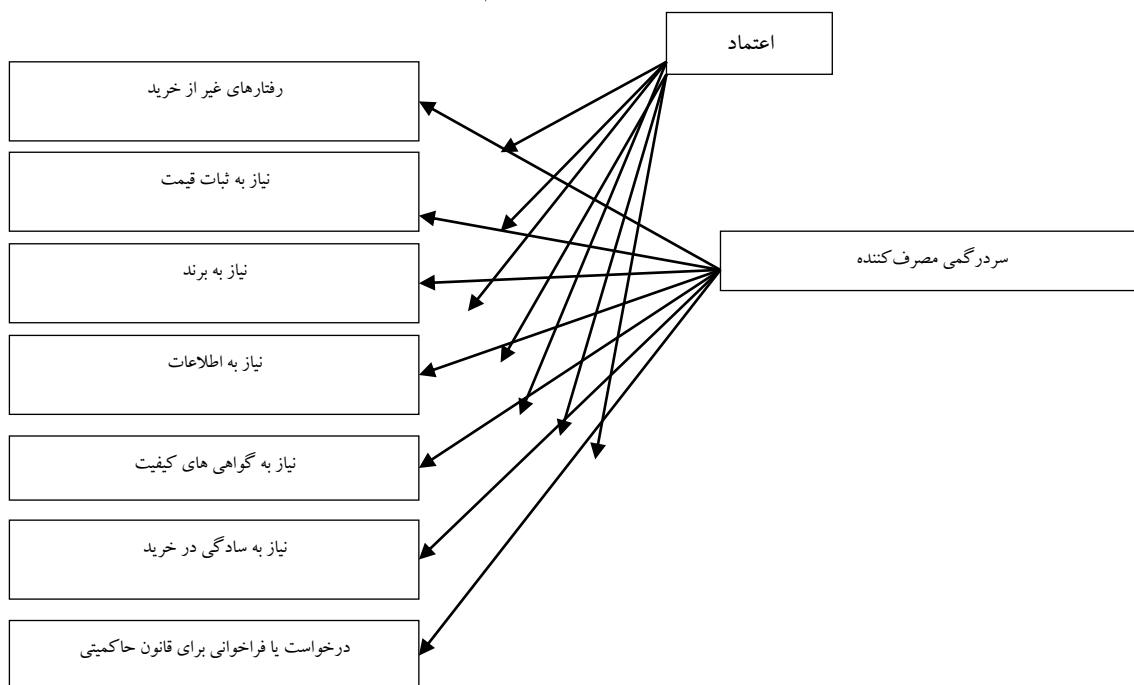 اعتماد
رفتارهای غیر از خرید
نیاز به ثبات قیمت
سردرگمی مصرف‌کننده
نیاز به برند
نیاز به اطلاعات
نیاز به گواهی های کیفیت
نیاز به سادگی در خرید
درخواست یا فراخوانی برای قانون حاکمیتی